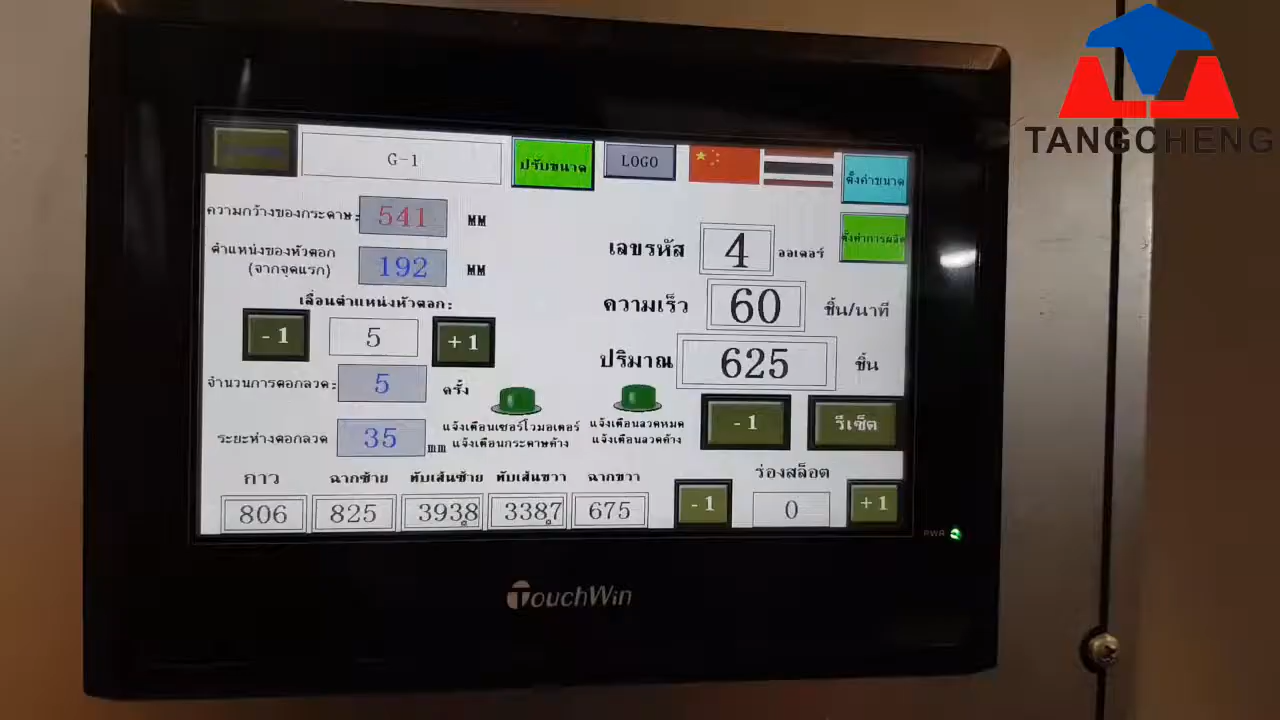 TANGCHENG
G-1
ปรับขนาด
LOGO
ตั้งค่าขนาด
ความกว้างของกระดาษ: 541 MM
ตั้งค่าการผลิต
ตำแหน่งของหัวตอก
(จากจุดแรก) 192 MM
เลขรหัส 4 ออเดอร์
เลื่อนตำแหน่งหัวตอก:
- 1 5 + 1
ความเร็ว 60 ชิ้น/นาที
ปริมาณ 625 ชิ้น
จำนวนการตอกลวด: 5 ครั้ง
แจ้งเตือนเซอร์โวมอเตอร์
แจ้งเตือนกระดาษค้าง
แจ้งเตือนลวดหมด
แจ้งเตือนลวดค้าง
- 1 รีเซ็ต
ระยะห่างตอกลวด 35 mm
กาว ฉากซ้าย ทับเส้นซ้าย ทับเส้นขวา ฉากขวา
806 825 3938 3387 675
ร่องสล็อต
- 1 0 + 1
PWR
TouchWin